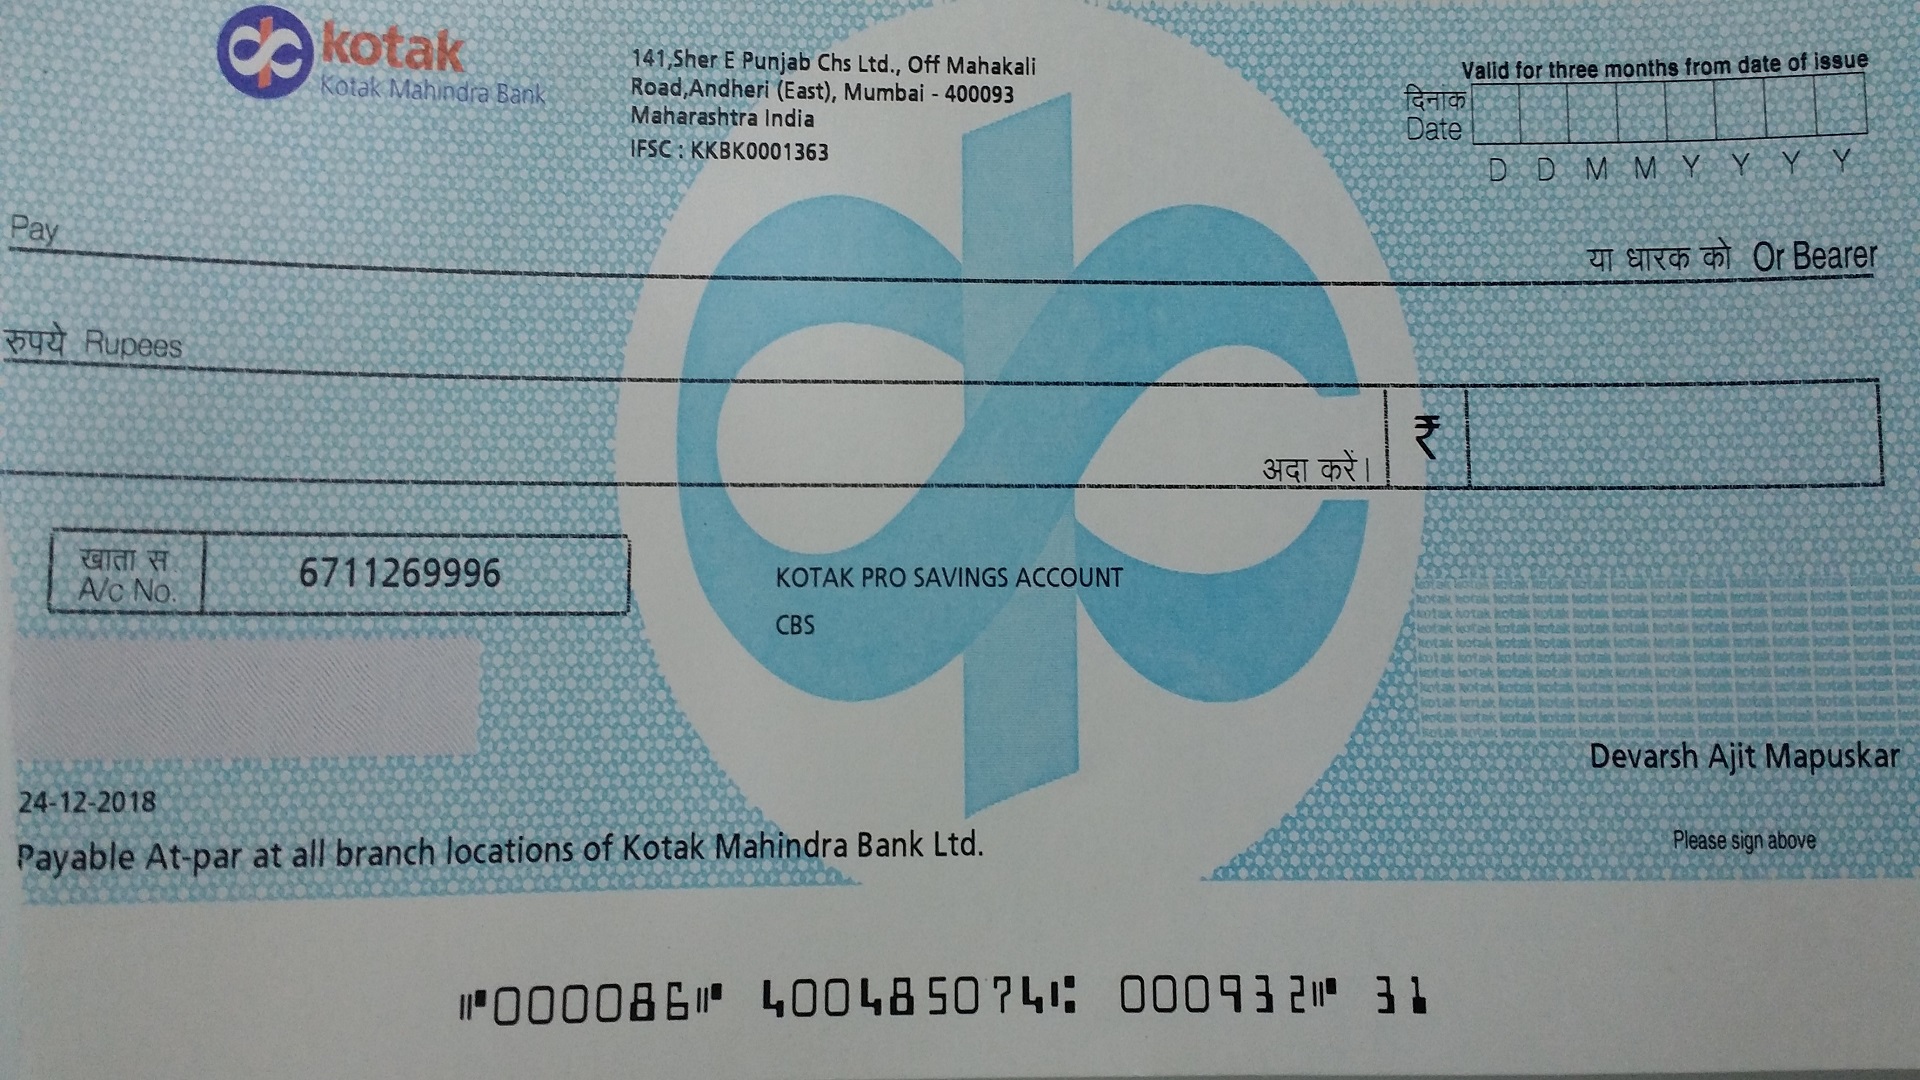 kotak
Kotak Mahindra Bank
141,Sher E Punjab Chs Ltd., Off Mahakali
Road,Andheri (East), Mumbai - 400093
Maharashtra India
IFSC : KKBK0001363
Valid for three months from date of issue
दिनाक
Date
D D M M Y Y Y Y
Pay
या धारक को Or Bearer
रुपये Rupees
अदा करें।
₹
खाता स
A/c No.
6711269996
KOTAK PRO SAVINGS ACCOUNT
CBS
Devarsh Ajit Mapuskar
24-12-2018
Payable At-par at all branch locations of Kotak Mahindra Bank Ltd.
Please sign above
⑈000086⑈ 400485074⑆ 000932⑈ 31